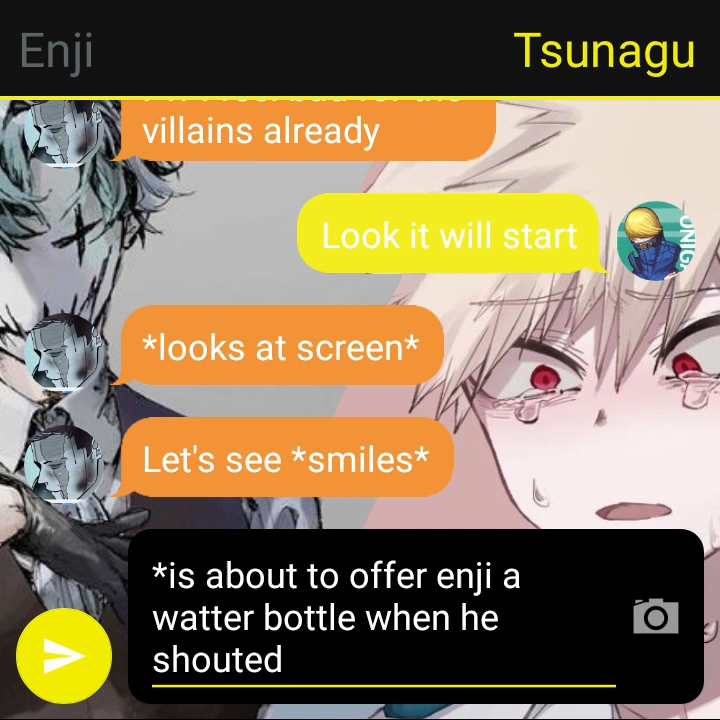 Enji
Tsunagu
villains already
Look it will start
*looks at screen*
Let's see *smiles*
*is about to offer enji a
watter bottle when he
shouted